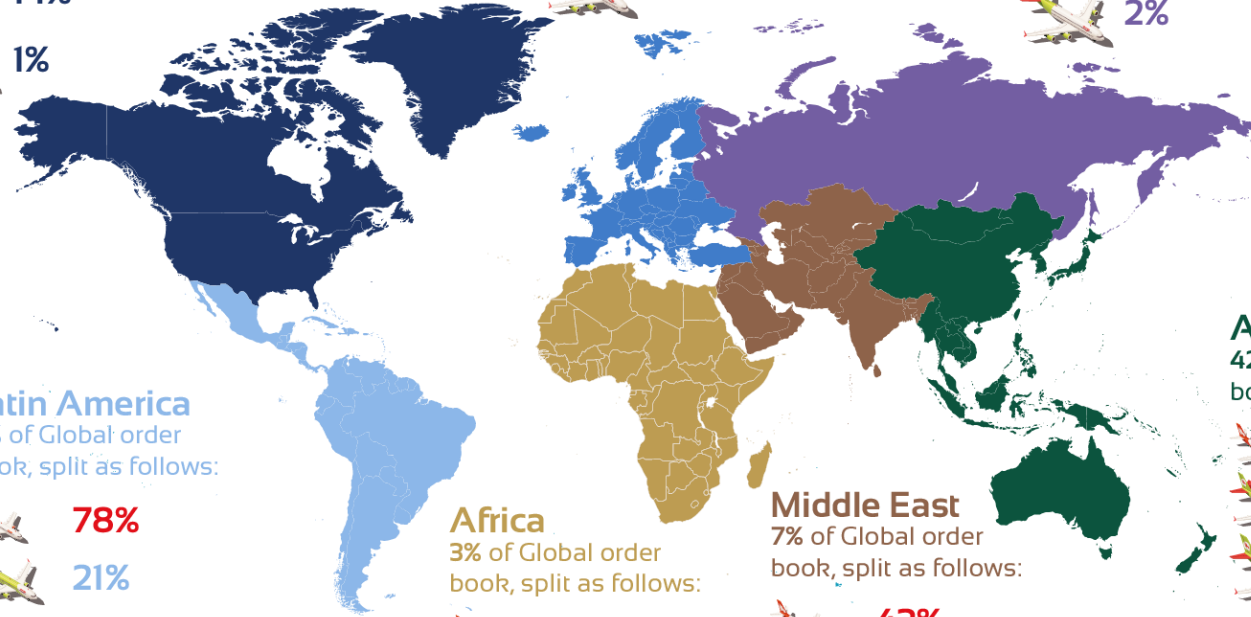 1%
2%
Latin America
of Global order
book, split as follows:
78%
21%
Africa
3% of Global order
book, split as follows:
Middle East
7% of Global order
book, split as follows: